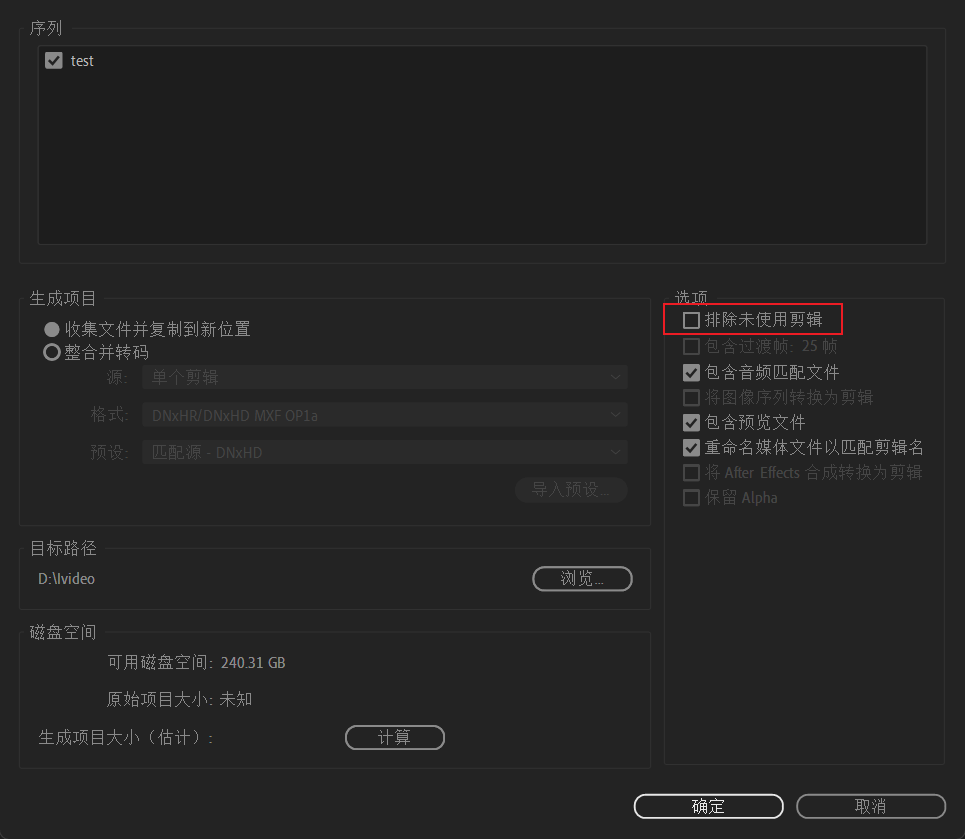 序列
test
生成项目
收集文件并复制到新位置
整合并转码
源: 单个剪辑
格式: DNxHR/DNxHD MXF OP1a
预设: 匹配源 - DNxHD
导入预设...
目标路径
D:\Ivideo
浏览...
磁盘空间
可用磁盘空间: 240.31 GB
原始项目大小: 未知
生成项目大小（估计）:
计算
选项
排除未使用剪辑
包含过渡帧: 25 帧
包含音频匹配文件
将图像序列转换为剪辑
包含预览文件
重命名媒体文件以匹配剪辑名
将 After Effects 合成转换为剪辑
保留 Alpha
确定
取消